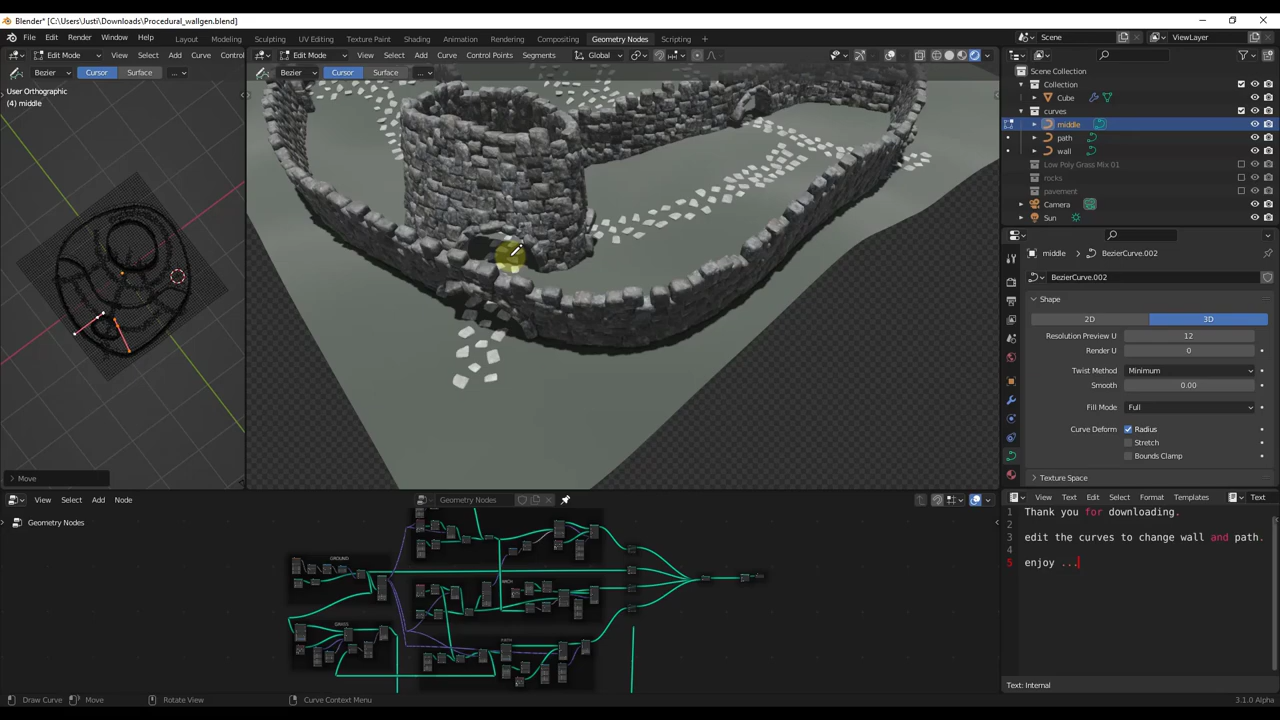 Blender* [C:\Users\Justi\Downloads\Procedural_wallgen.blend]
File Edit Render Window Help Layout Modeling Sculpting UV Editing Texture Paint Shading Animation Rendering Compositing Geometry Nodes Scripting Scene ViewLayer
Edit Mode View Select Add Curve Control
Edit Mode View Select Add Curve Control Points Segments Global
Bezier Cursor Surface ...
Bezier Cursor Surface ...
User Orthographic
(4) middle
Move
Scene Collection
Collection
Cube
curves
middle
path
wall
Low Poly Grass Mix 01
rocks
pavement
Camera
Sun
middle BezierCurve.002
BezierCurve.002
Shape
2D 3D
Resolution Preview U 12
Render U 0
Twist Method Minimum
Smooth 0.00
Fill Mode Full
Curve Deform Radius
Stretch
Bounds Clamp
Texture Space
View Select Add Node Geometry Nodes
Geometry Nodes
GROUND
GRASS
View Text Edit Select Format Templates Text
1 Thank you for downloading.
2
3 edit the curves to change wall and path.
4
5 enjoy ...
Text: Internal
Draw Curve Move Rotate View Curve Context Menu 3.1.0 Alpha